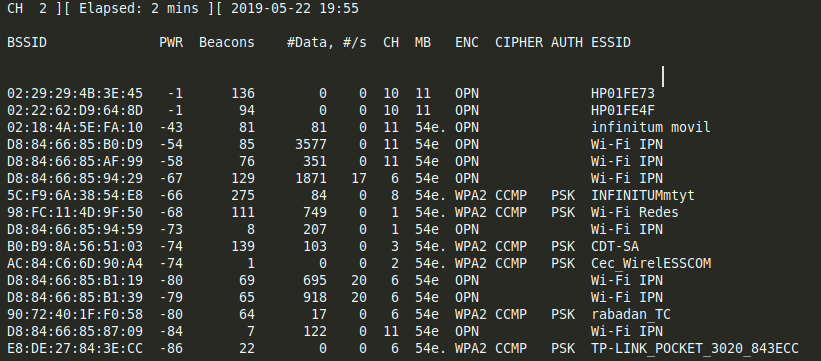 CH 2 ][ Elapsed: 2 mins ][ 2019-05-22 19:55
BSSID PWR Beacons #Data, #/s CH MB ENC CIPHER AUTH ESSID
02:29:29:4B:3E:45 -1 136 0 0 10 11 OPN HP01FE73
02:22:62:D9:64:8D -1 94 0 0 10 11 OPN HP01FE4F
02:18:4A:5E:FA:10 -43 81 81 0 11 54e. OPN infinitum movil
D8:84:66:85:B0:D9 -54 85 3577 0 11 54e OPN Wi-Fi IPN
D8:84:66:85:AF:99 -58 76 351 0 11 54e OPN Wi-Fi IPN
D8:84:66:85:94:29 -67 129 1871 17 6 54e OPN Wi-Fi IPN
5C:F9:6A:38:54:E8 -66 275 84 0 8 54e. WPA2 CCMP PSK INFINITUMmtyt
98:FC:11:4D:9F:50 -68 111 749 0 1 54e. WPA2 CCMP PSK Wi-Fi Redes
D8:84:66:85:94:59 -73 8 207 0 1 54e OPN Wi-Fi IPN
B0:B9:8A:56:51:03 -74 139 103 0 3 54e. WPA2 CCMP PSK CDT-SA
AC:84:C6:6D:90:A4 -74 1 0 0 2 54e. WPA2 CCMP PSK Cec_WirelESSCOM
D8:84:66:85:B1:19 -80 69 695 20 6 54e OPN Wi-Fi IPN
D8:84:66:85:B1:39 -79 65 918 20 6 54e OPN Wi-Fi IPN
90:72:40:1F:F0:58 -80 64 17 0 6 54e WPA2 CCMP PSK rabadan_TC
D8:84:66:85:87:09 -84 7 122 0 11 54e OPN Wi-Fi IPN
E8:DE:27:84:3E:CC -86 22 0 0 6 54e. WPA2 CCMP PSK TP-LINK_POCKET_3020_843ECC